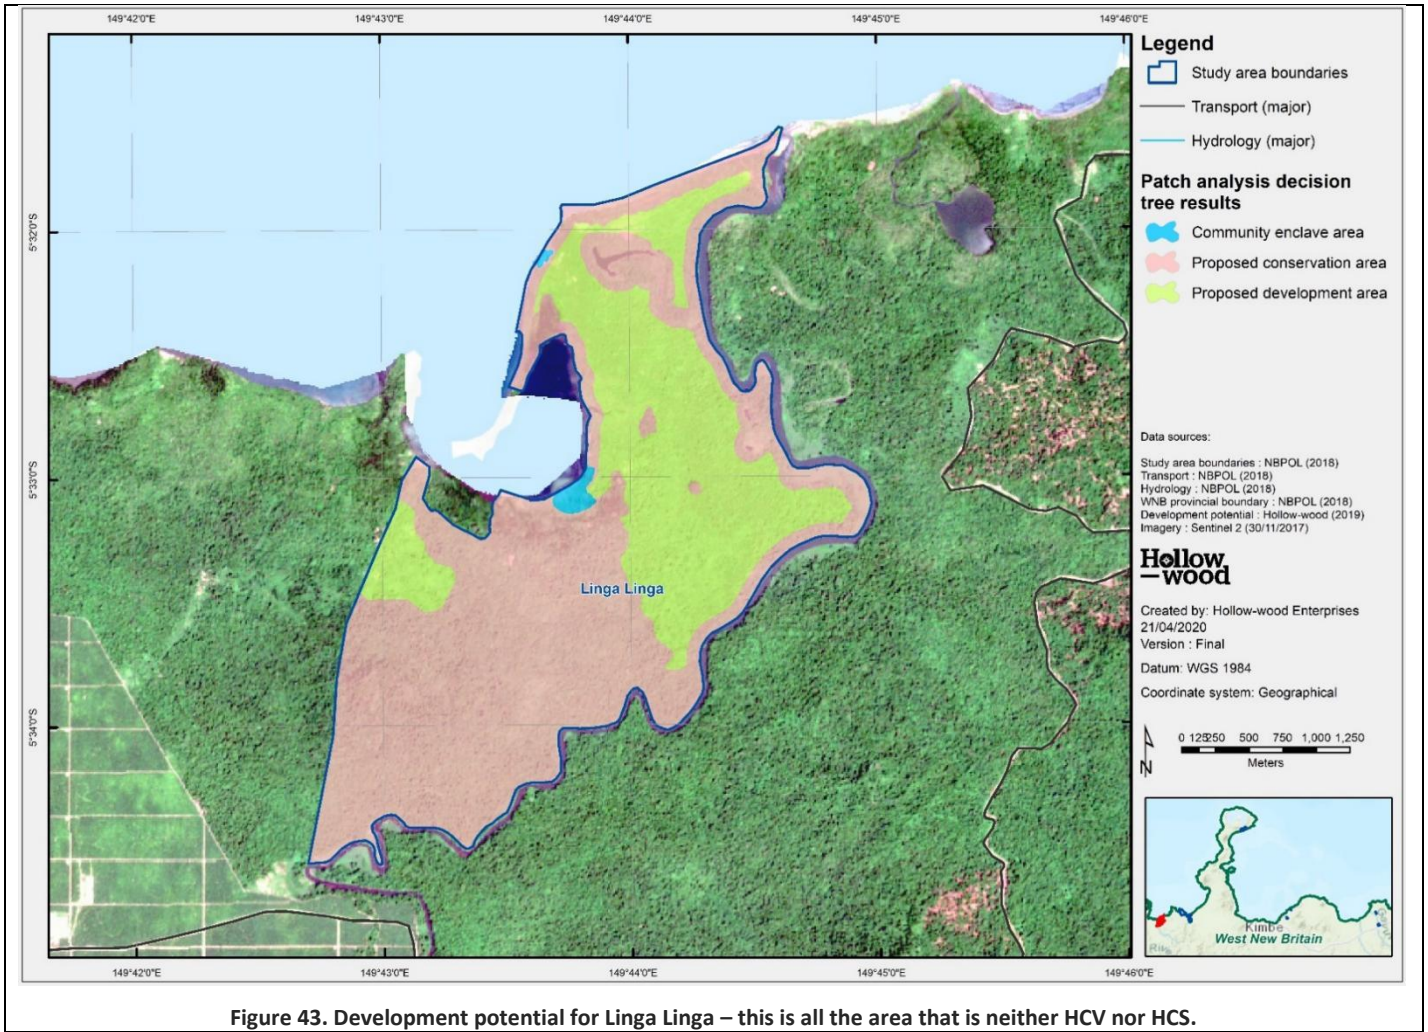 149°42'0"E 149°43'0"E 149°44'0"E 149°45'0"E 149°46'0"E
5°32'0"S
5°33'0"S
5°34'0"S
Linga Linga
149°42'0"E 149°43'0"E 149°44'0"E 149°45'0"E 149°46'0"E
Legend
Study area boundaries
Transport (major)
Hydrology (major)
Patch analysis decision
tree results
Community enclave area
Proposed conservation area
Proposed development area
Data sources:
Study area boundaries : NBPOL (2018)
Transport : NBPOL (2018)
Hydrology : NBPOL (2018)
WNB provincial boundary : NBPOL (2018)
Development potential : Hollow-wood (2019)
Imagery : Sentinel 2 (30/11/2017)
Hollow
—wood
Created by: Hollow-wood Enterprises
21/04/2020
Version : Final
Datum: WGS 1984
Coordinate system: Geographical
N
0 125250 500 750 1,000 1,250
Meters
Kimbe
West New Britain
Figure 43. Development potential for Linga Linga – this is all the area that is neither HCV nor HCS.